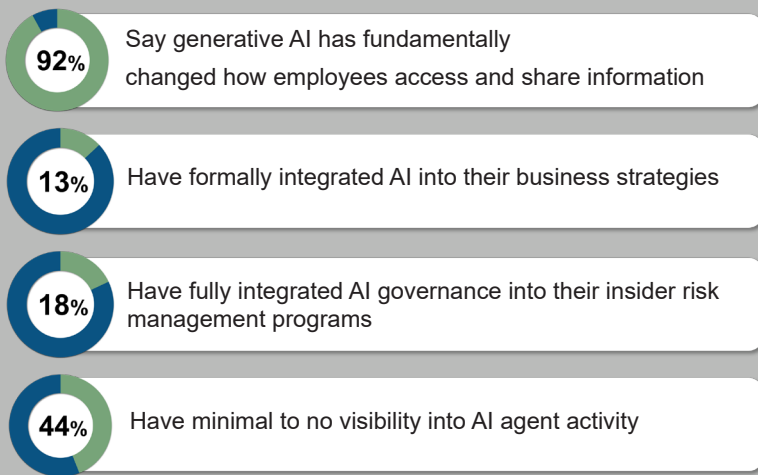 92%
Say generative AI has fundamentally
changed how employees access and share information
13%
Have formally integrated AI into their business strategies
18%
Have fully integrated AI governance into their insider risk
management programs
44%
Have minimal to no visibility into AI agent activity